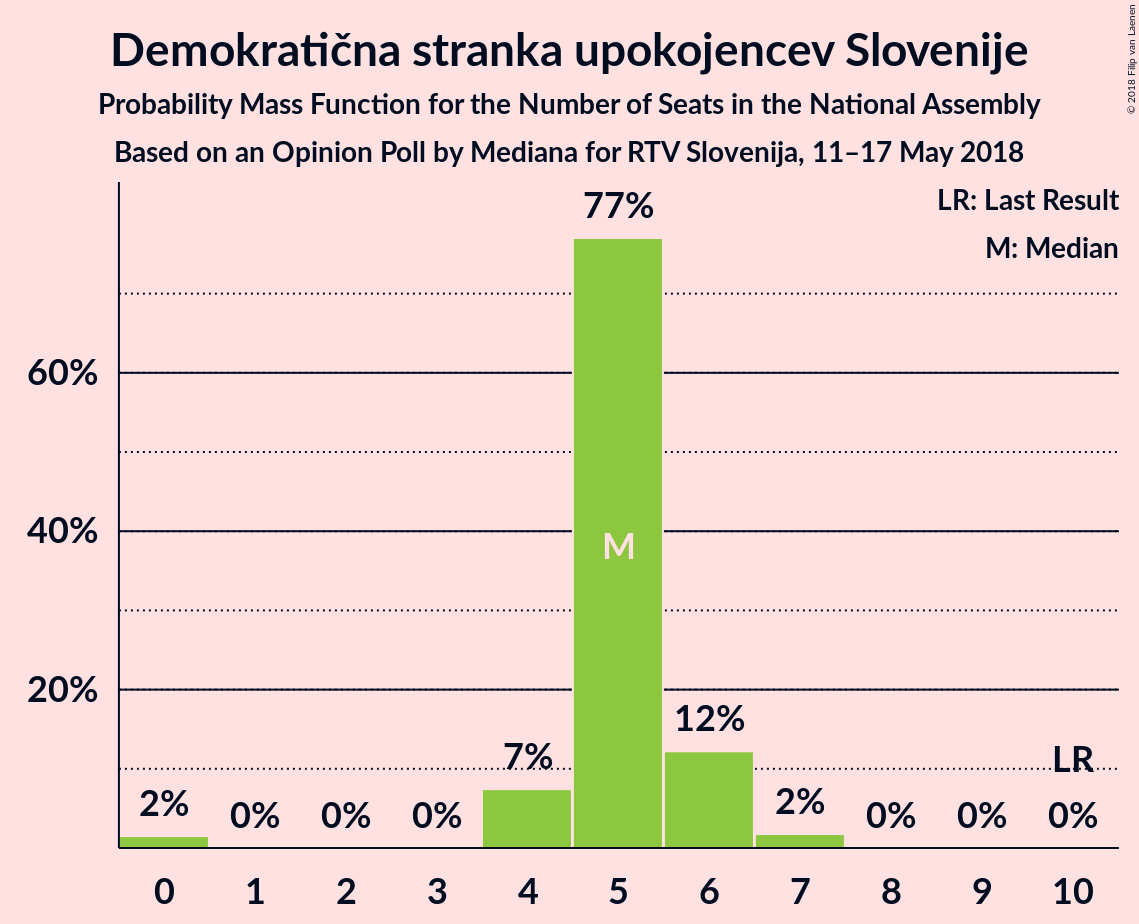 Demokratična stranka upokojencev Slovenije
Probability Mass Function for the Number of Seats in the National Assembly
Based on an Opinion Poll by Mediana for RTV Slovenija, 11–17 May 2018
© 2018 Filip van Laenen
LR: Last Result
M: Median
77%
60%
40%
20%
M
2%
0%
0%
0%
7%
12%
2%
0%
0%
LR
0%
0 1 2 3 4 5 6 7 8 9 10